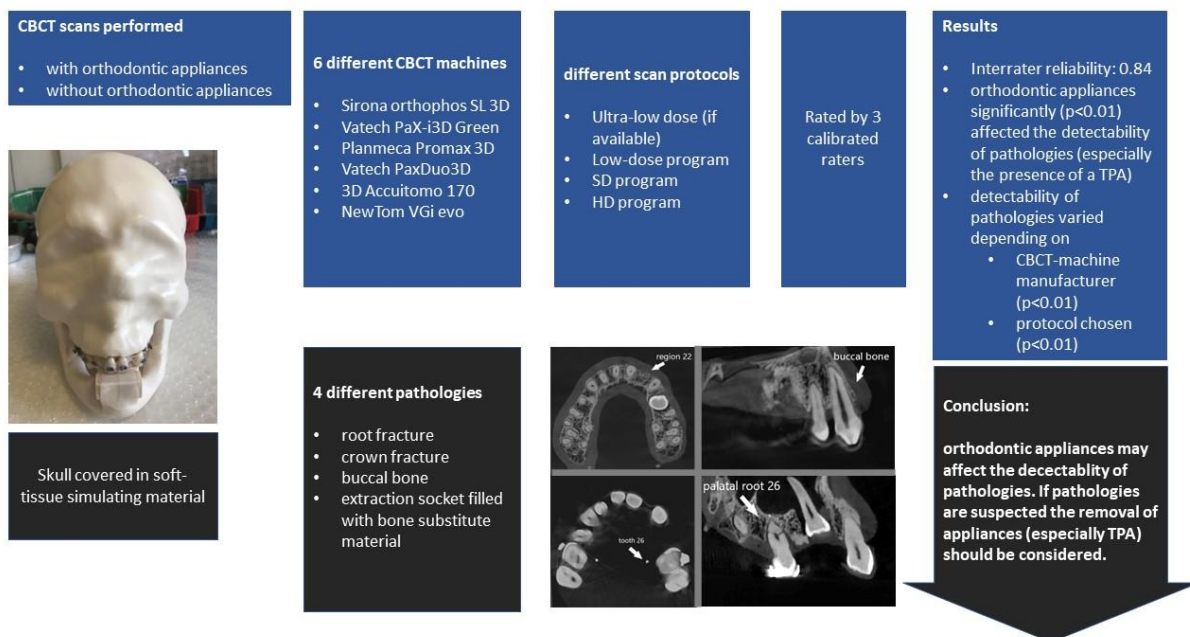 CBCT scans performed
• with orthodontic appliances
• without orthodontic appliances
Skull covered in soft-
tissue simulating material
6 different CBCT machines
• Sirona orthophos SL 3D
• Vatech PaX-i3D Green
• Planmeca Promax 3D
• Vatech PaxDuo3D
• 3D Accuitomo 170
• NewTom VGi evo
4 different pathologies
• root fracture
• crown fracture
• buccal bone
• extraction socket filled
with bone substitute
material
different scan protocols
• Ultra-low dose (if
available)
• Low-dose program
• SD program
• HD program
Rated by 3
calibrated
raters
region 22
buccal bone
tooth 26
palatal root 26
Results
• Interrater reliability: 0.84
• orthodontic appliances
significantly (p<0.01)
affected the detectability
of pathologies (especially
the presence of a TPA)
• detectability of
pathologies varied
depending on
• CBCT-machine
manufacturer
(p<0.01)
• protocol chosen
(p<0.01)
Conclusion:
orthodontic appliances may
affect the decectablity of
pathologies. If pathologies
are suspected the removal of
appliances (especially TPA)
should be considered.